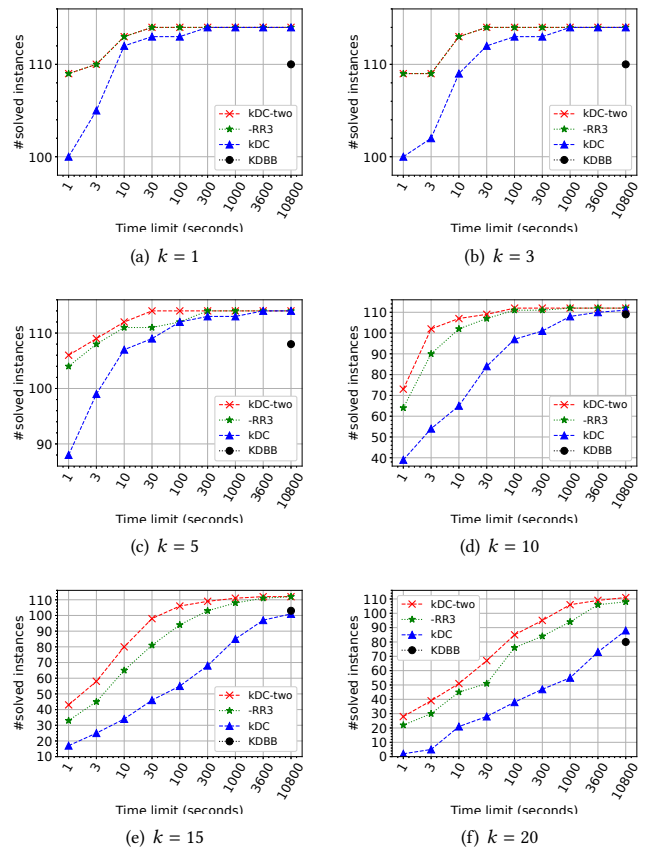 #solved instances
110
100
kDC-two
-RR3
kDC
KDBB
1 3 10 30 100 300 1000 3600 10800
Time limit (seconds)
(a) k = 1
#solved instances
110
100
kDC-two
-RR3
kDC
KDBB
1 3 10 30 100 300 1000 3600 10800
Time limit (seconds)
(b) k = 3
#solved instances
110
100
90
kDC-two
-RR3
kDC
KDBB
1 3 10 30 100 300 1000 3600 10800
Time limit (seconds)
(c) k = 5
#solved instances
110
100
90
80
70
60
50
40
kDC-two
-RR3
kDC
KDBB
1 3 10 30 100 300 1000 3600 10800
Time limit (seconds)
(d) k = 10
#solved instances
110
100
90
80
70
60
50
40
30
20
10
kDC-two
-RR3
kDC
KDBB
1 3 10 30 100 300 1000 3600 10800
Time limit (seconds)
(e) k = 15
#solved instances
110
100
90
80
70
60
50
40
30
20
10
0
kDC-two
-RR3
kDC
KDBB
1 3 10 30 100 300 1000 3600 10800
Time limit (seconds)
(f) k = 20